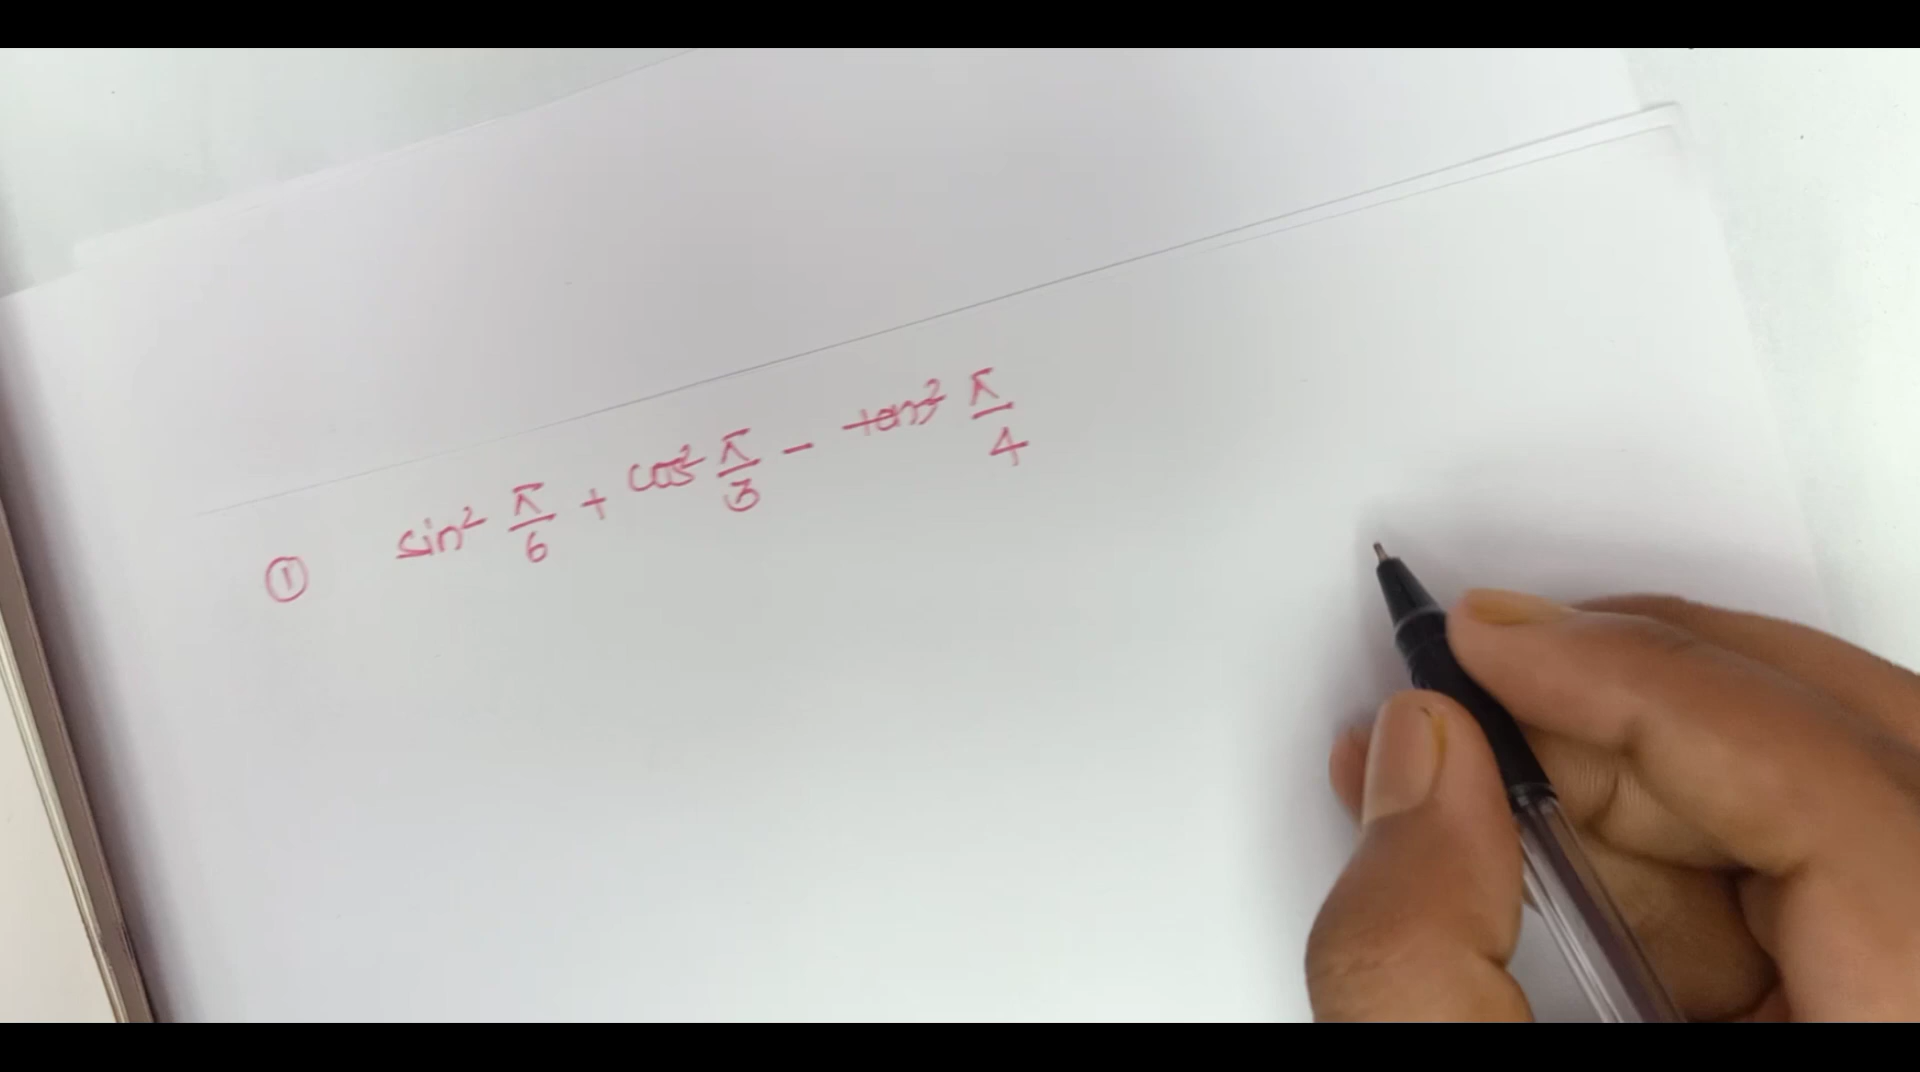 ① sin² π/6 + cos² π/3 - tan² π/4